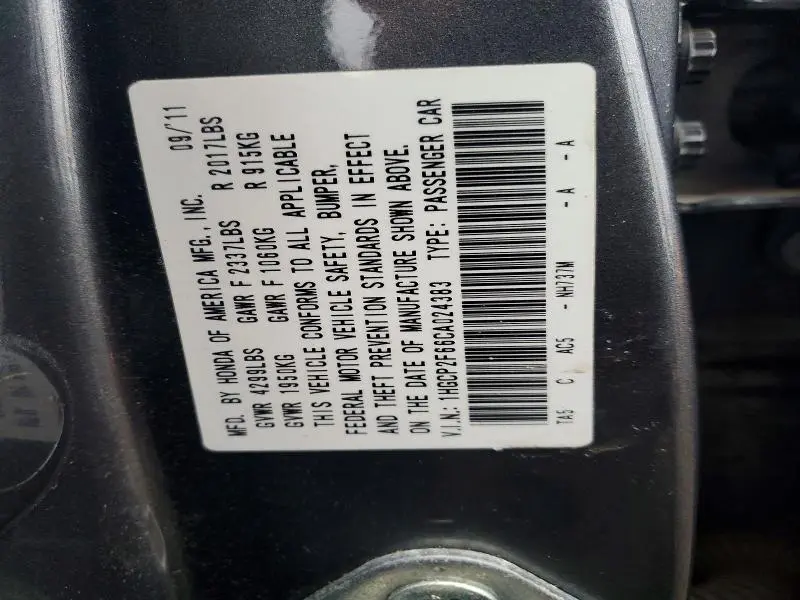 MFD. BY HONDA OF AMERICA MFG., INC. 09/'11
GVWR 4299LBS GAWR F 2337LBS R 2017LBS
GVWR 1950KG GAWR F 1060KG R 915KG
THIS VEHICLE CONFORMS TO ALL APPLICABLE
FEDERAL MOTOR VEHICLE SAFETY, BUMPER,
AND THEFT PREVENTION STANDARDS IN EFFECT
ON THE DATE OF MANUFACTURE SHOWN ABOVE.
V.I.N.: 1HGCP2F66CA024383 TYPE: PASSENGER CAR
TA5 C AC5 - NH737M - A - A